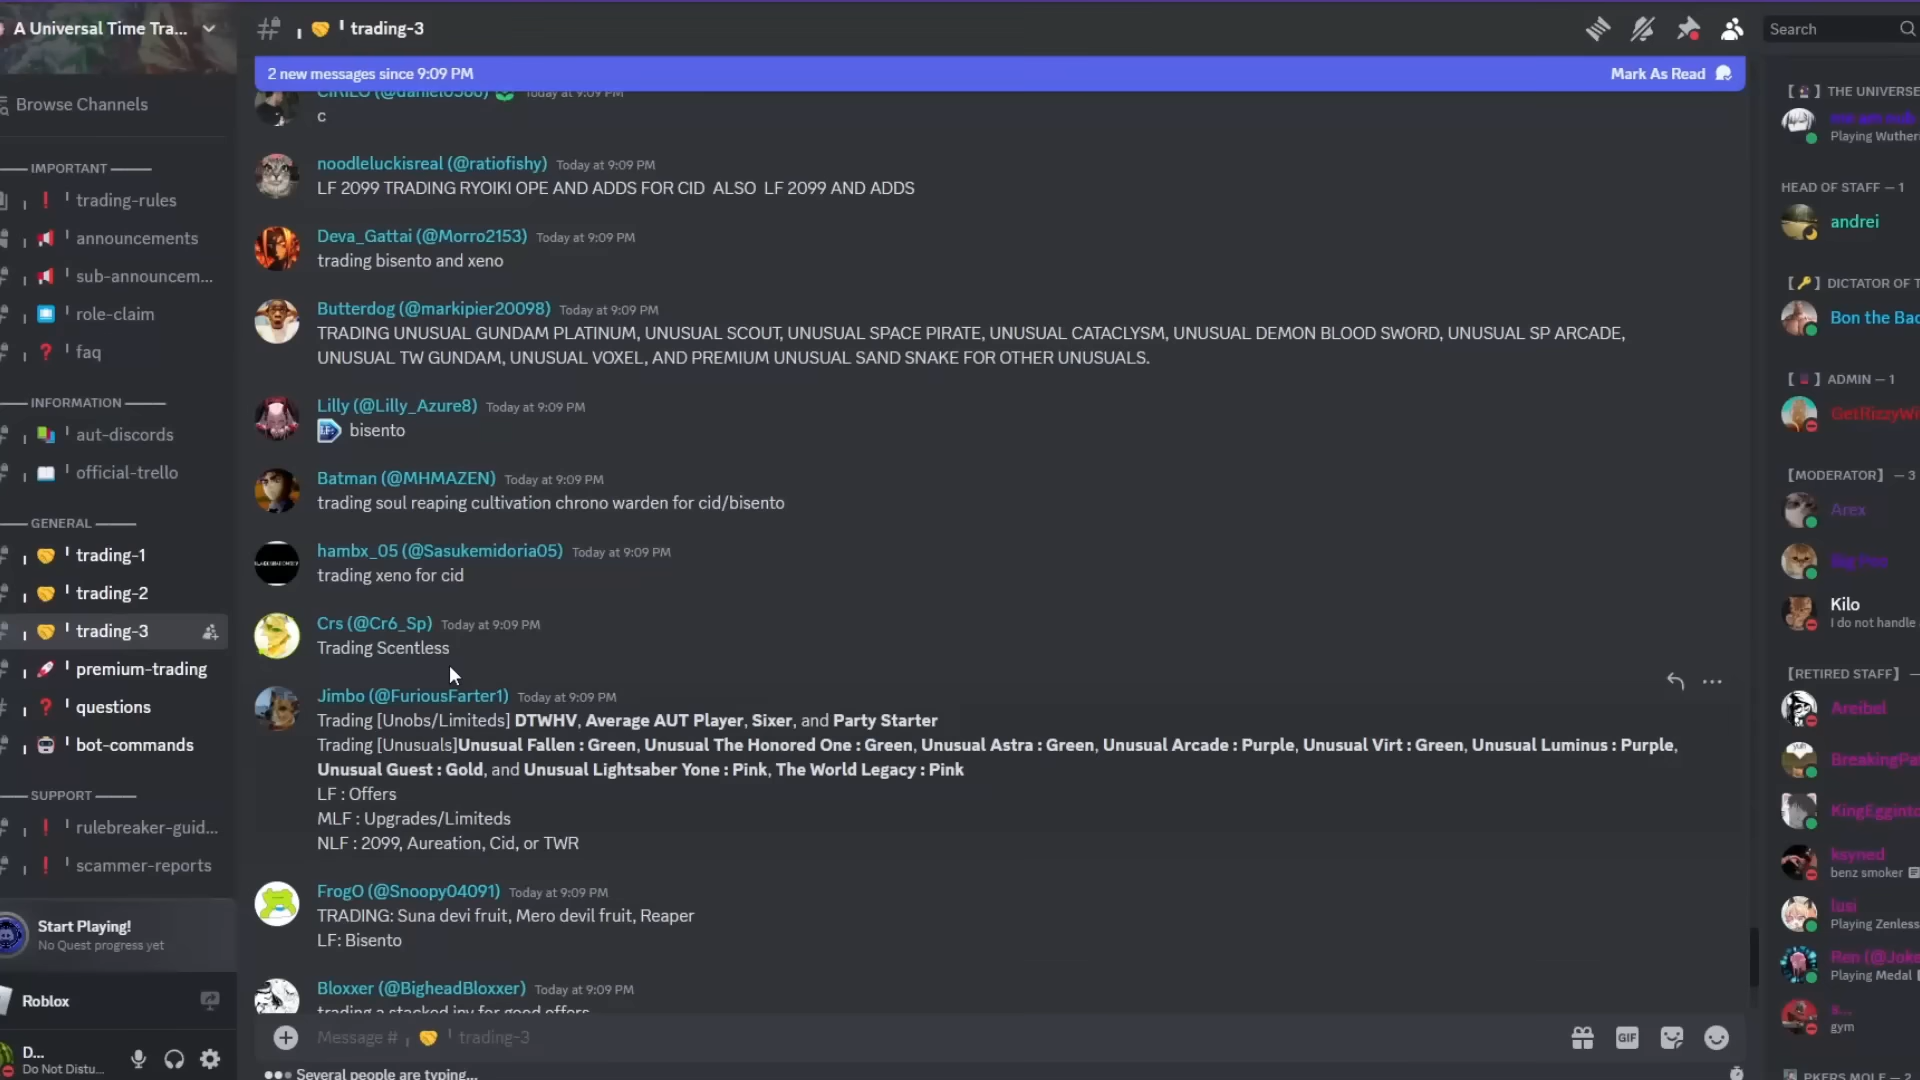 A Universal Time Tra...
trading-3
Search
2 new messages since 9:09 PM
Mark As Read
Browse Channels
IMPORTANT
trading-rules
announcements
sub-announcem...
role-claim
faq
INFORMATION
aut-discords
official-trello
GENERAL
trading-1
trading-2
trading-3
premium-trading
questions
bot-commands
SUPPORT
rulebreaker-guid...
scammer-reports
Start Playing!
No Quest progress yet
Roblox
D...
Do Not Distu...
Today at 9:09 PM
c
noodleluckisreal (@ratiofishy) Today at 9:09 PM
LF 2099 TRADING RYOIKI OPE AND ADDS FOR CID ALSO LF 2099 AND ADDS
Deva_Gattai (@Morro2153) Today at 9:09 PM
trading bisento and xeno
Butterdog (@markipier20098) Today at 9:09 PM
TRADING UNUSUAL GUNDAM PLATINUM, UNUSUAL SCOUT, UNUSUAL SPACE PIRATE, UNUSUAL CATACLYSM, UNUSUAL DEMON BLOOD SWORD, UNUSUAL SP ARCADE,
UNUSUAL TW GUNDAM, UNUSUAL VOXEL, AND PREMIUM UNUSUAL SAND SNAKE FOR OTHER UNUSUALS.
Lilly (@Lilly_Azure8) Today at 9:09 PM
LF: bisento
Batman (@MHMAZEN) Today at 9:09 PM
trading soul reaping cultivation chrono warden for cid/bisento
hambx_05 (@Sasukemidoria05) Today at 9:09 PM
trading xeno for cid
Crs (@Cr6_Sp) Today at 9:09 PM
Trading Scentless
Jimbo (@FuriousFarter1) Today at 9:09 PM
Trading [Unobs/Limiteds] DTWHV, Average AUT Player, Sixer, and Party Starter
Trading [Unusuals]Unusual Fallen : Green, Unusual The Honored One : Green, Unusual Astra : Green, Unusual Arcade : Purple, Unusual Virt : Green, Unusual Luminus : Purple,
Unusual Guest : Gold, and Unusual Lightsaber Yone : Pink, The World Legacy : Pink
LF : Offers
MLF : Upgrades/Limiteds
NLF : 2099, Aureation, Cid, or TWR
FrogO (@Snoopy04091) Today at 9:09 PM
TRADING: Suna devi fruit, Mero devil fruit, Reaper
LF: Bisento
Bloxxer (@BigheadBloxxer) Today at 9:09 PM
trading a stacked inv for good offers
Message # trading-3
GIF
Several people are typing...
[ ] THE UNIVERSE
Playing Wuther
HEAD OF STAFF — 1
andrei
[ ] DICTATOR OF T
Bon the Bac
[ ] ADMIN — 1
GetRizzyWi
[MODERATOR] — 3
Arex
Kilo
I do not handle
[RETIRED STAFF] —
Areibel
BreakingPa
KingEgginto
ksyned
benz smoker
lusi
Playing Zenless
Ren (@Joke
Playing Medal
s...
gym
PKERS MOLE — 2